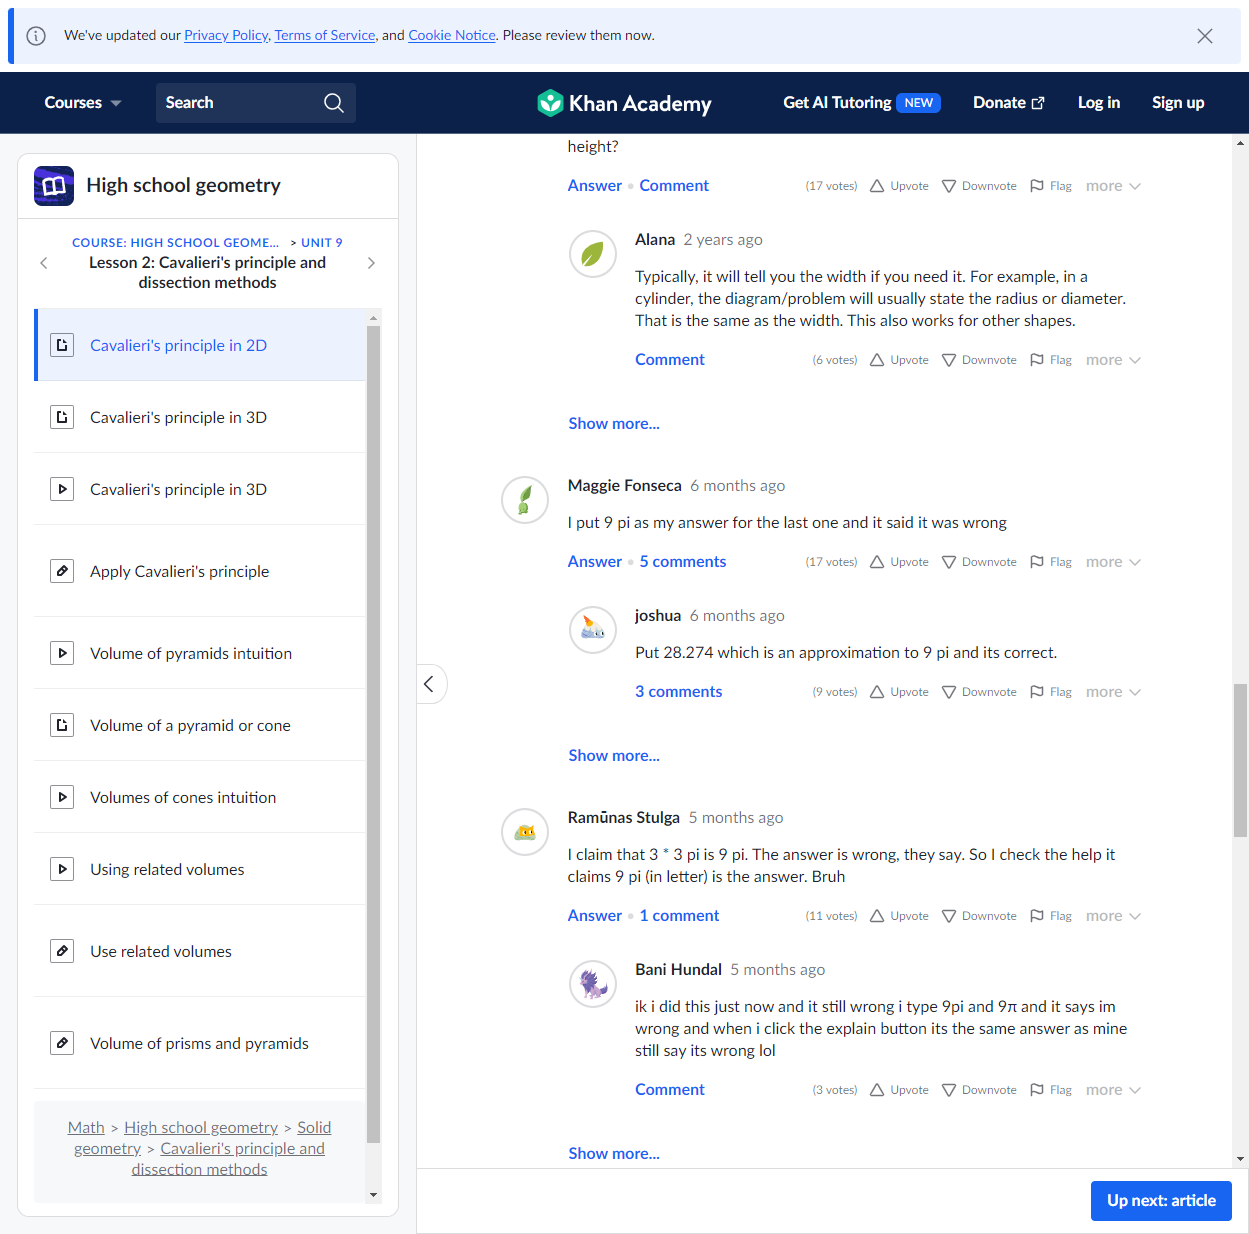 We've updated our Privacy Policy, Terms of Service, and Cookie Notice. Please review them now.
Courses
Search
Khan Academy
Get AI Tutoring NEW
Donate
Log in
Sign up
High school geometry
COURSE: HIGH SCHOOL GEOME... > UNIT 9
Lesson 2: Cavalieri's principle and
dissection methods
Cavalieri's principle in 2D
Cavalieri's principle in 3D
Cavalieri's principle in 3D
Apply Cavalieri's principle
Volume of pyramids intuition
Volume of a pyramid or cone
Volumes of cones intuition
Using related volumes
Use related volumes
Volume of prisms and pyramids
Math > High school geometry > Solid
geometry > Cavalieri's principle and
dissection methods
height?
Answer • Comment (17 votes) Upvote Downvote Flag more
Alana 2 years ago
Typically, it will tell you the width if you need it. For example, in a
cylinder, the diagram/problem will usually state the radius or diameter.
That is the same as the width. This also works for other shapes.
Comment (6 votes) Upvote Downvote Flag more
Show more...
Maggie Fonseca 6 months ago
I put 9 pi as my answer for the last one and it said it was wrong
Answer • 5 comments (17 votes) Upvote Downvote Flag more
joshua 6 months ago
Put 28.274 which is an approximation to 9 pi and its correct.
3 comments (9 votes) Upvote Downvote Flag more
Show more...
Ramūnas Stulga 5 months ago
I claim that 3 * 3 pi is 9 pi. The answer is wrong, they say. So I check the help it
claims 9 pi (in letter) is the answer. Bruh
Answer • 1 comment (11 votes) Upvote Downvote Flag more
Bani Hundal 5 months ago
ik i did this just now and it still wrong i type 9pi and 9π and it says im
wrong and when i click the explain button its the same answer as mine
still say its wrong lol
Comment (3 votes) Upvote Downvote Flag more
Show more...
Up next: article